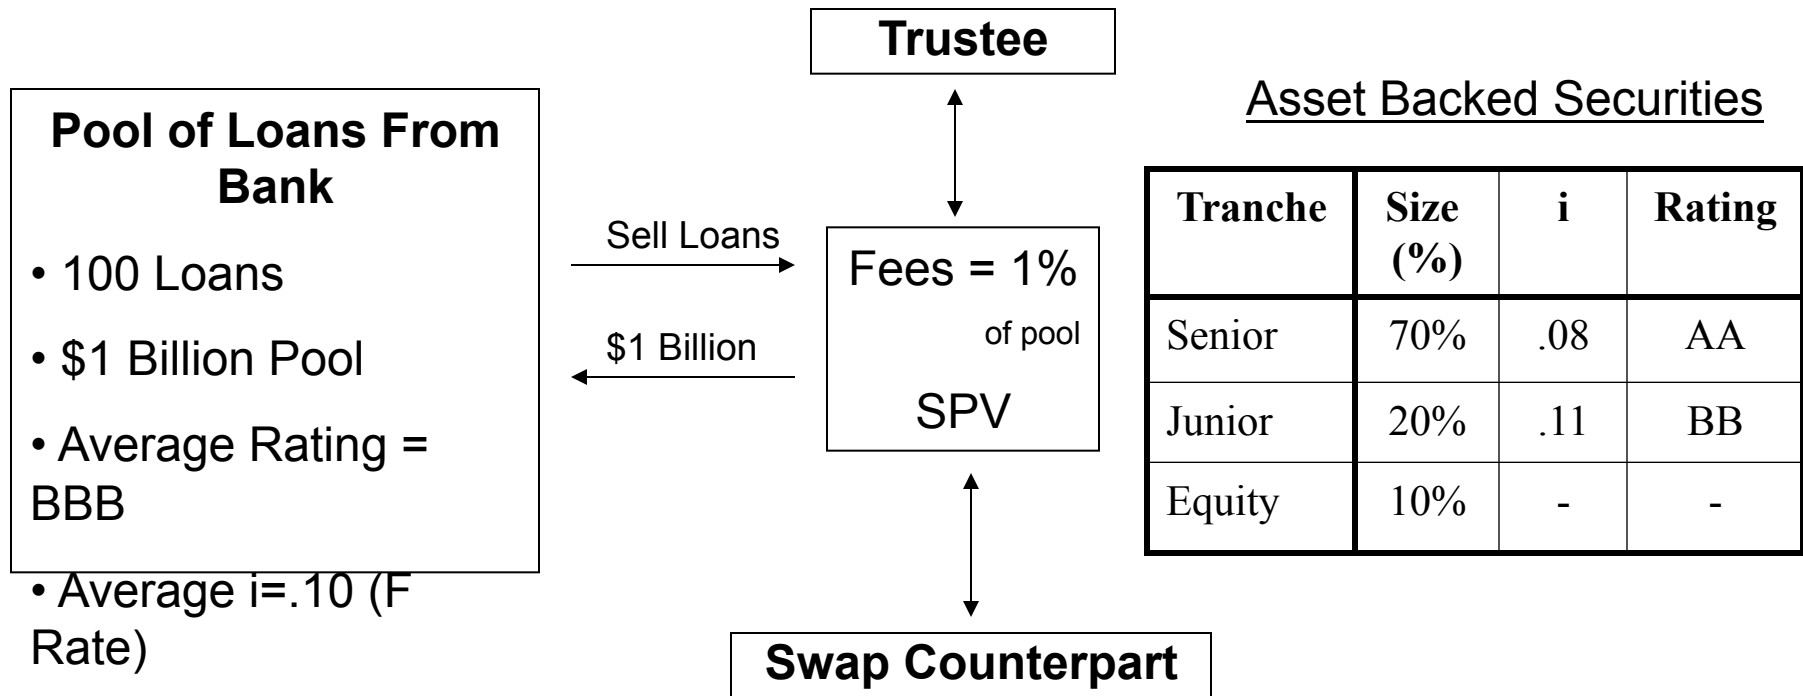 Trustee
Pool of Loans From
Bank
• 100 Loans
• $1 Billion Pool
• Average Rating =
BBB
• Average i=.10 (F
Rate)
Sell Loans
$1 Billion
Fees = 1%
of pool
SPV
Swap Counterpart
Asset Backed Securities
Tranche Size (%) i Rating
Senior 70% .08 AA
Junior 20% .11 BB
Equity 10% - -